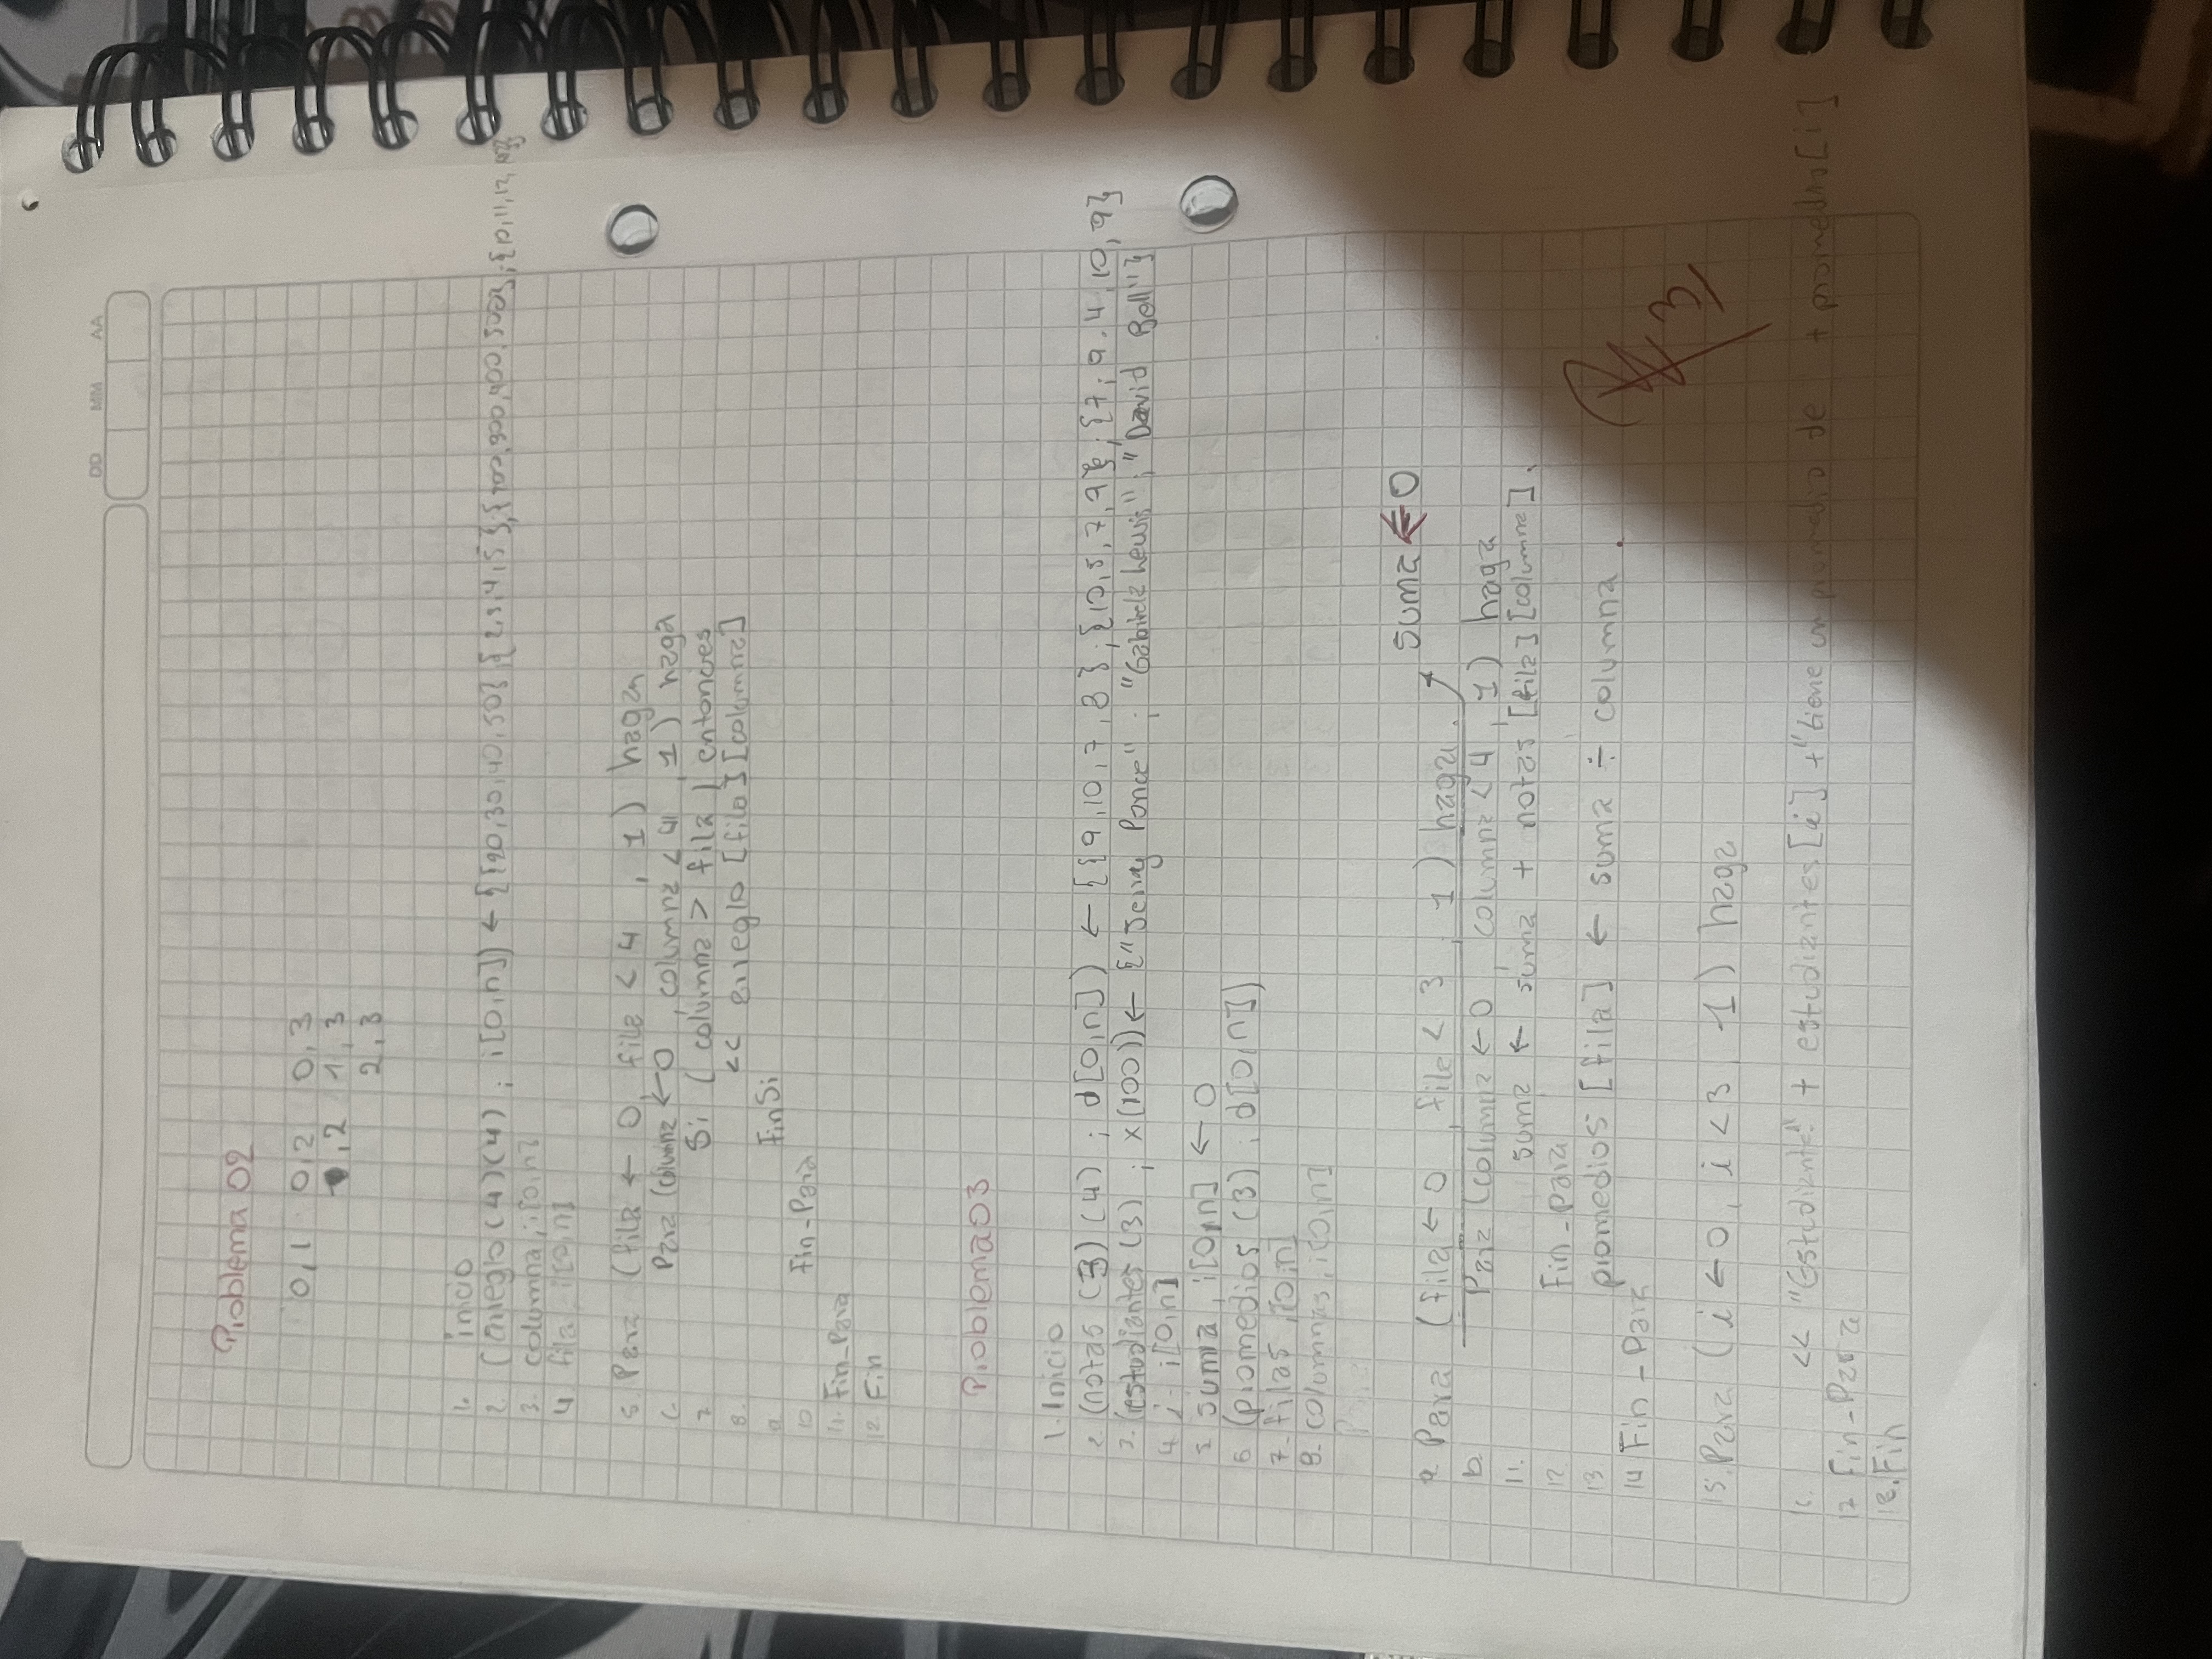 DD MM AA
Problema 02
0,1 0,2 0,3
,2 1,3
2,3
1. inicio
2. (arreglo (4)(4) ; i[0,n]) ← {{20,30,40,50};{2,3,4,5};{200,300,400,500};{10,11,12,
3. columna, i[0,n]
4. fila, i[0,n]
5. Para (fila ← 0, fila < 4 , 1) hagan
6. Para (columna ← 0 , columna < 4 , 1) haga
7. Si ( columna > fila ) entonces
8. << arreglo [fila][columna]
9 Fin Si
10 Fin-Para
11. Fin_Para
12. Fin
Problema 03
1. Inicio
2. (notas (3) (4) ; d[0,n]) ← {{9,10,7,8};{10,5,7,9};{7,9.4,10,9}
3. (estudiantes (3) ; x(100)) ← {"Jenny Ponce" ; Lewis" ; "David Bell"}
4. i, i[0,n]
5 suma, i[0,n] ← 0
6 (promedios (3) ; d[0,n])
7. filas, [0,n]
8. columnas, i[0,n]
Para
suma ← 0
9. Para (fila ← 0 , fila < 3 , 1) haga.
10. Para (columna ← 0 , columna < 4 , 1) haga
11. suma ← suma + notas [fila][columna].
12 Fin-para
13 promedios [fila] ← suma ÷ columna.
14 Fin-Para
15. Para (i ← 0, i < 3, 1) haga
16. << "Estudiante" + estudiantes [i] + "tiene un promedio de + promedio[i]
17 Fin-Para
18. Fin
3